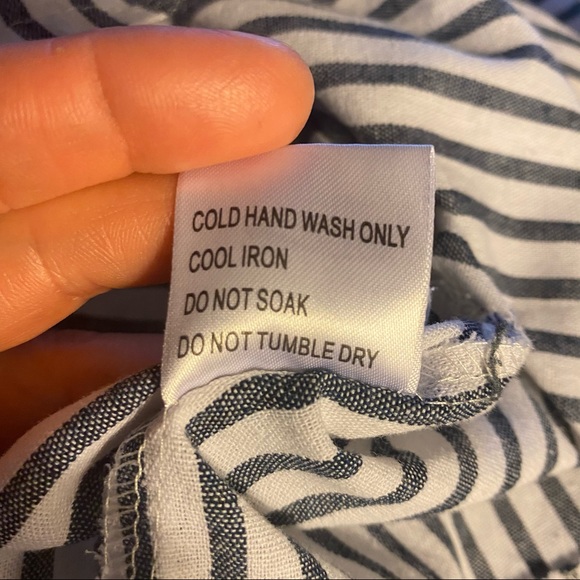 COLD HAND WASH ONLY
COOL IRON
DO NOT SOAK
DO NOT TUMBLE DRY